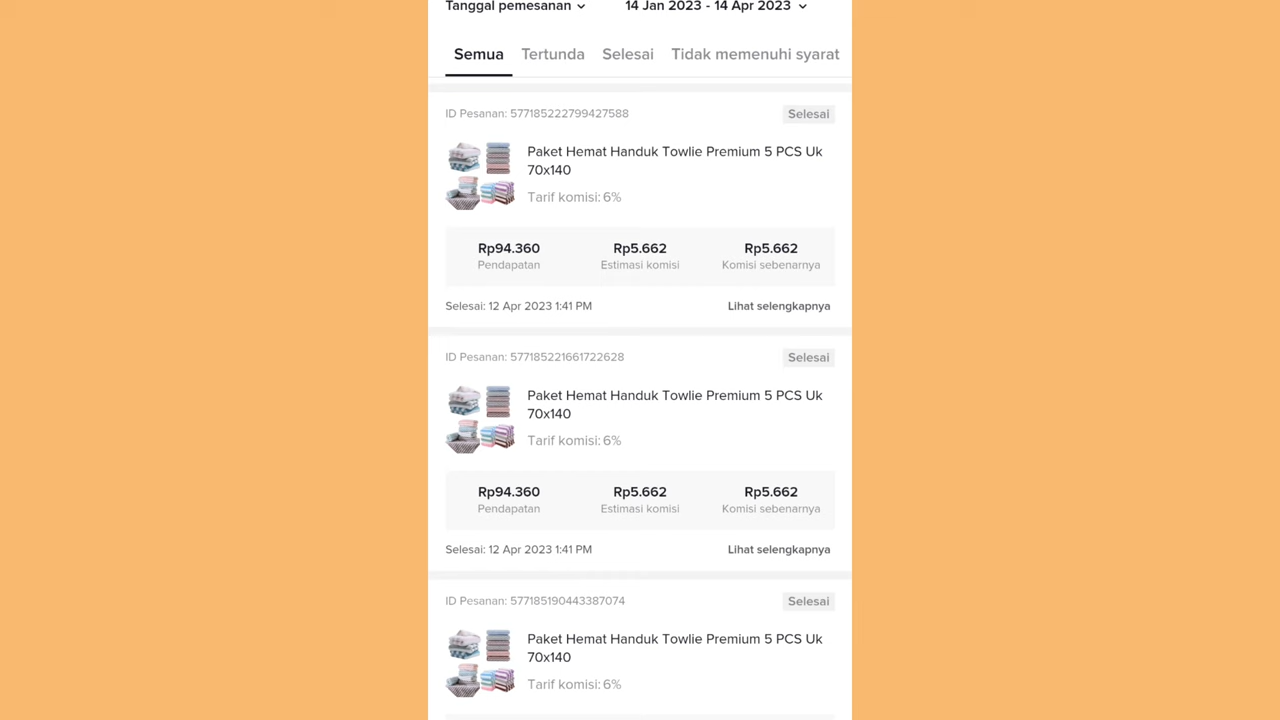 Tanggal pemesanan 14 Jan 2023 - 14 Apr 2023
Semua Tertunda Selesai Tidak memenuhi syarat
ID Pesanan: 577185222799427588 Selesai
Paket Hemat Handuk Towlie Premium 5 PCS Uk
70x140
Tarif komisi: 6%
Rp94.360 Rp5.662 Rp5.662
Pendapatan Estimasi komisi Komisi sebenarnya
Selesai: 12 Apr 2023 1:41 PM Lihat selengkapnya
ID Pesanan: 577185221661722628 Selesai
Paket Hemat Handuk Towlie Premium 5 PCS Uk
70x140
Tarif komisi: 6%
Rp94.360 Rp5.662 Rp5.662
Pendapatan Estimasi komisi Komisi sebenarnya
Selesai: 12 Apr 2023 1:41 PM Lihat selengkapnya
ID Pesanan: 577185190443387074 Selesai
Paket Hemat Handuk Towlie Premium 5 PCS Uk
70x140
Tarif komisi: 6%